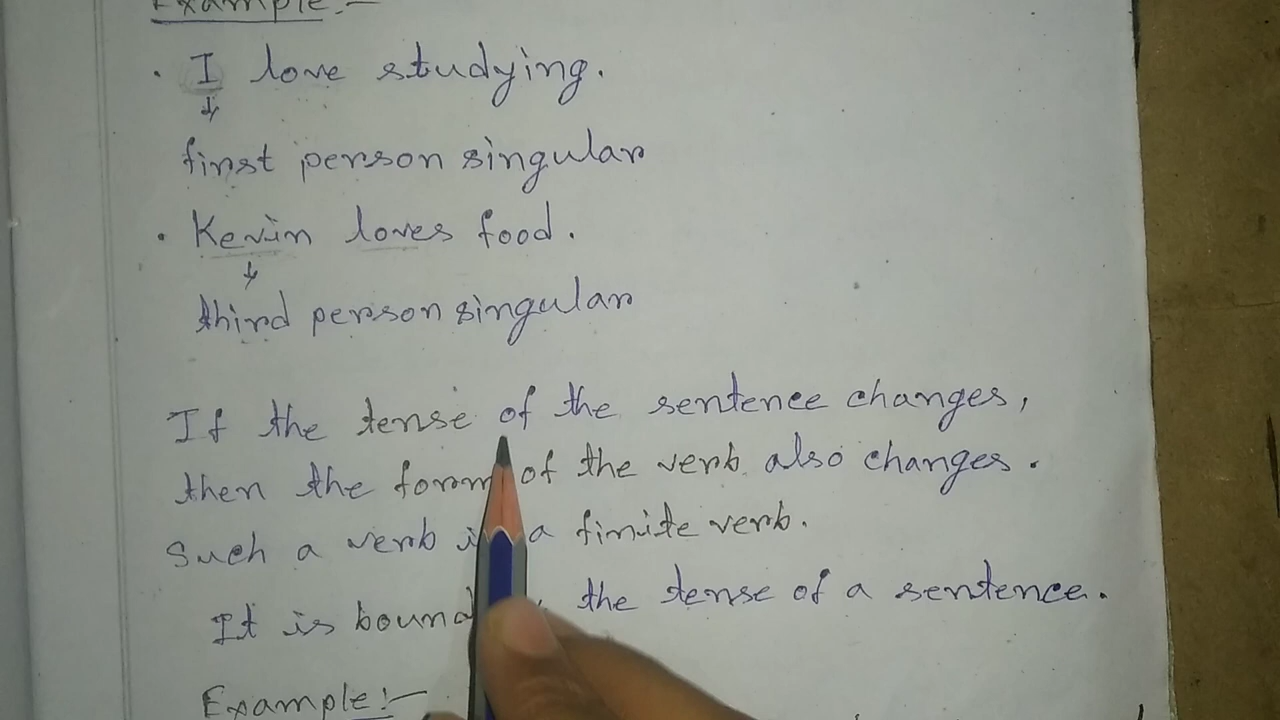 Example:-
· I love studying.
first person singular
· Kevin loves food.
third person singular
If the tense of the sentence changes,
then the form of the verb also changes.
Such a verb is a finite verb.
It is bound the tense of a sentence.
Example:-